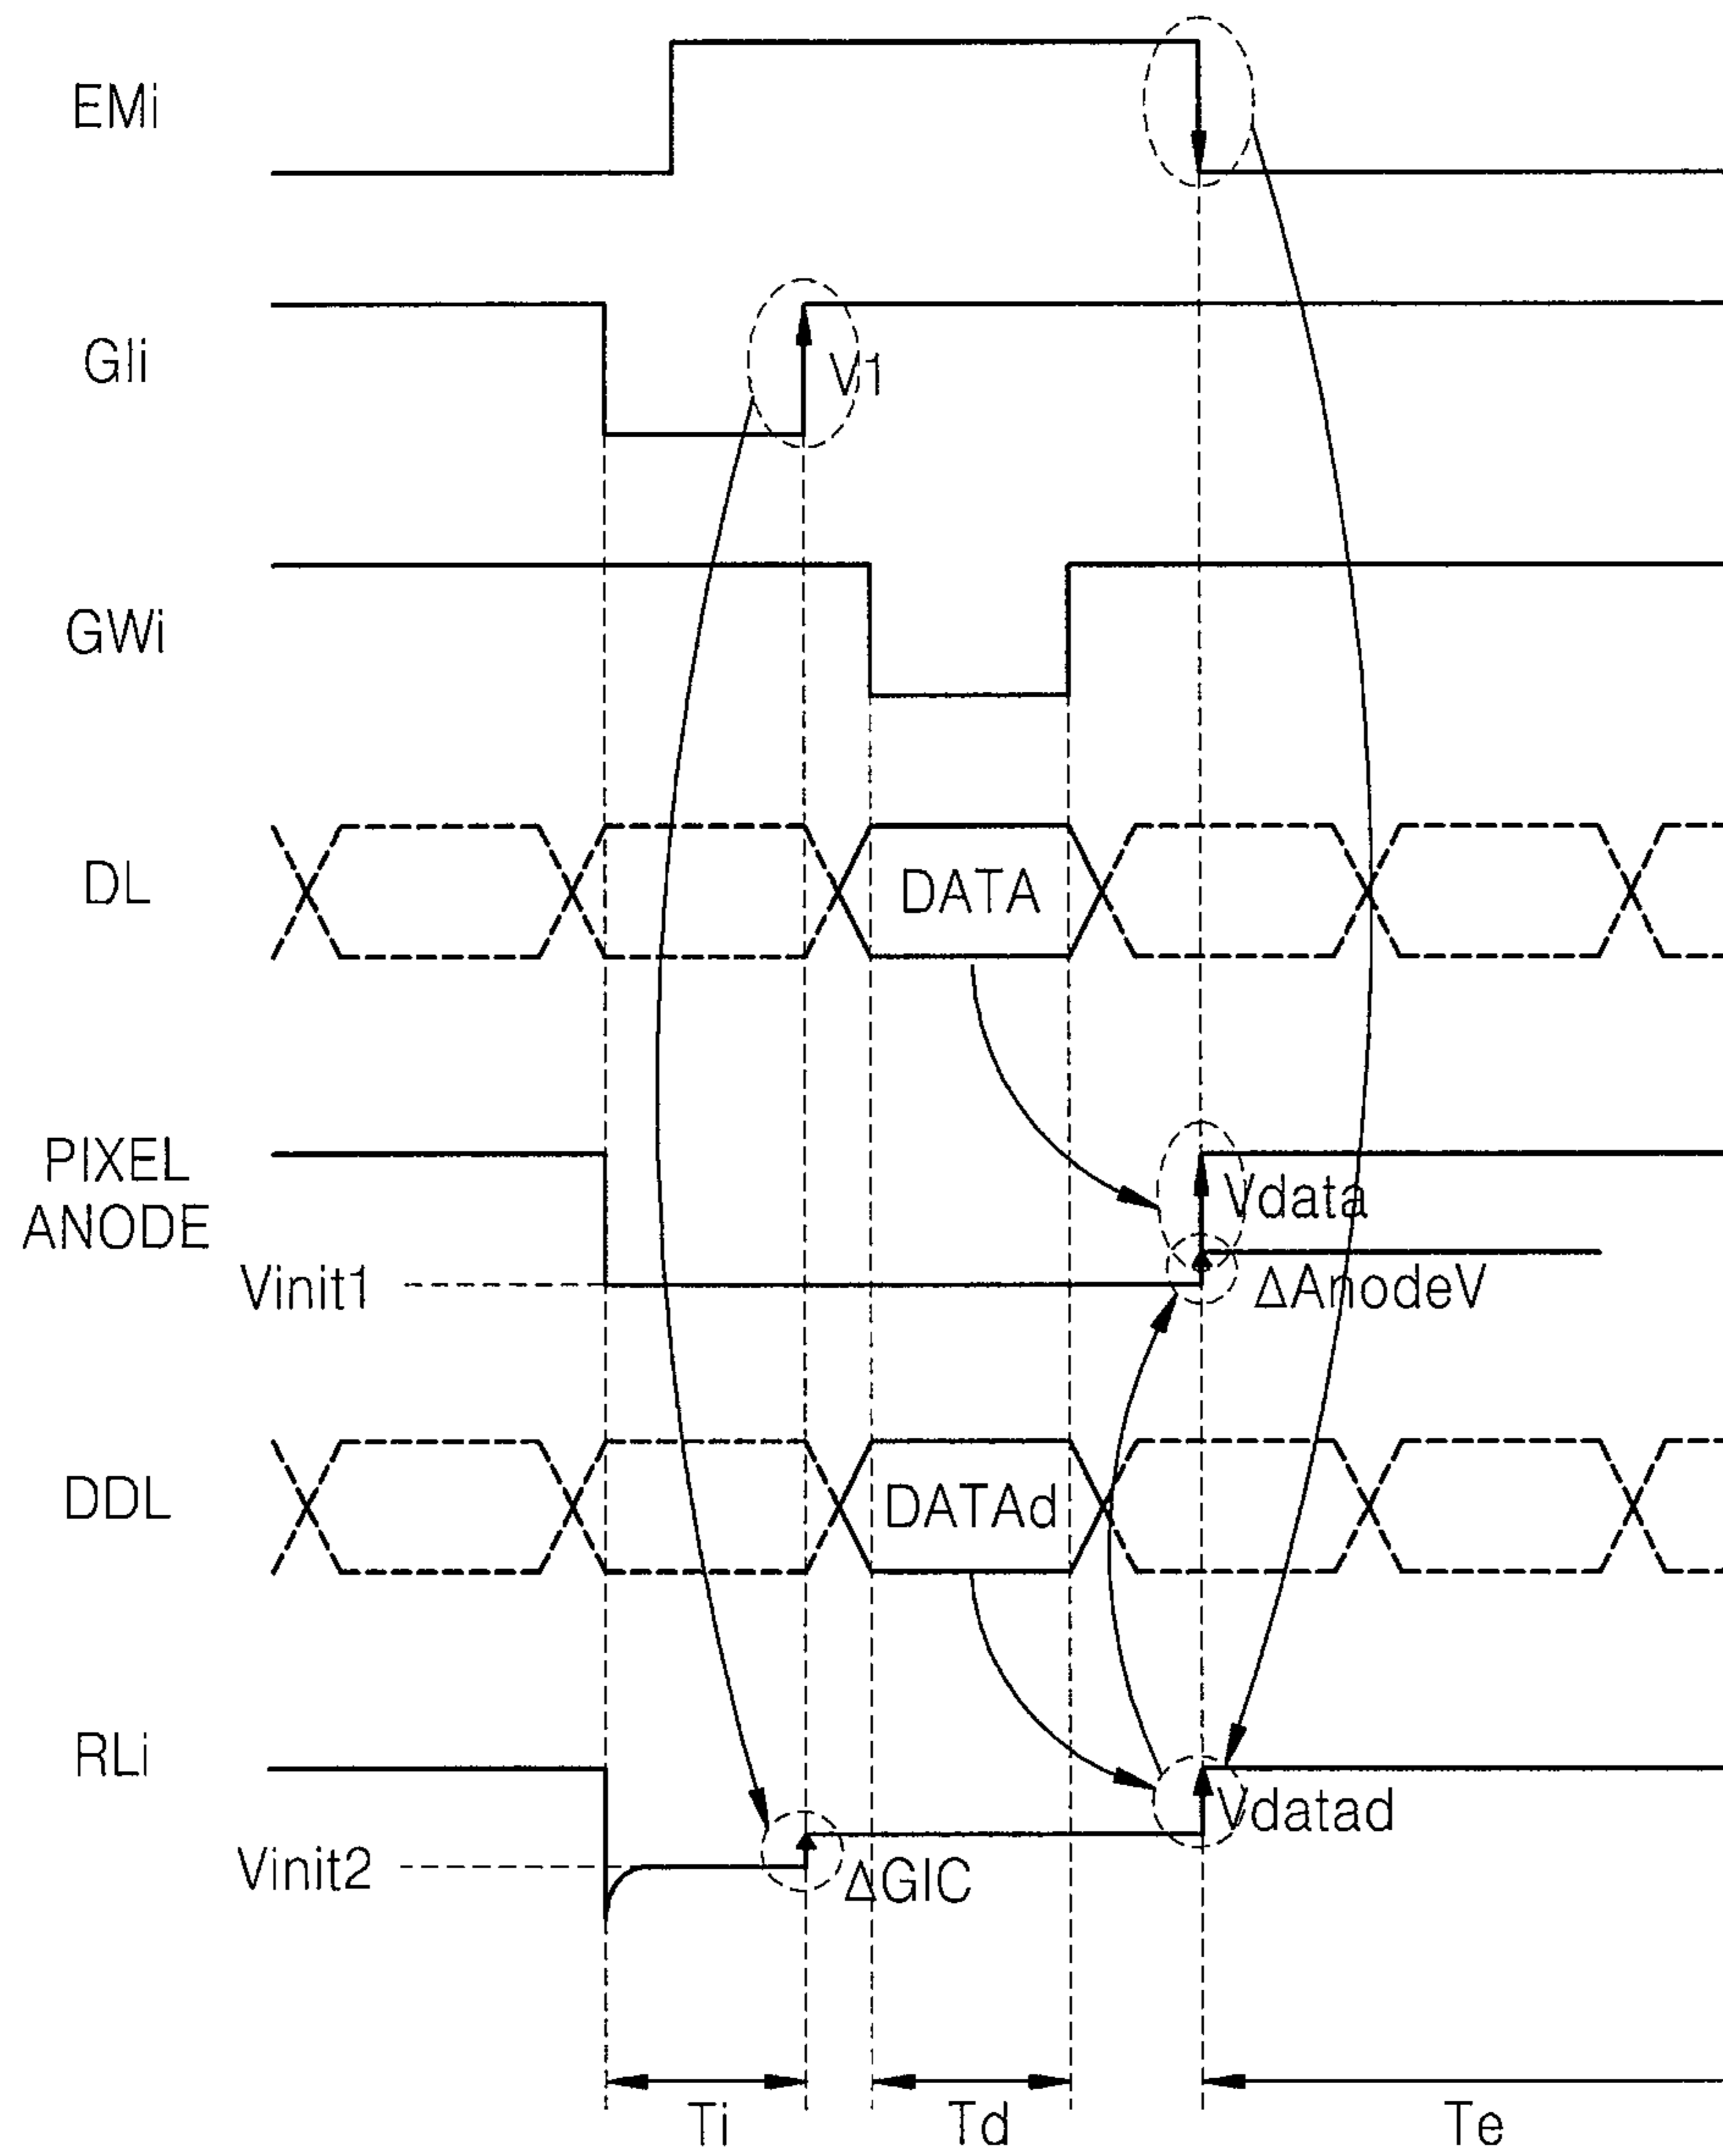 EMi
GIi
V1
GWi
DL
DATA
PIXEL
ANODE
Vdata
Vinit1
ΔAnodeV
DDL
DATAd
RLi
Vdatad
Vinit2
ΔGIC
Ti
Td
Te